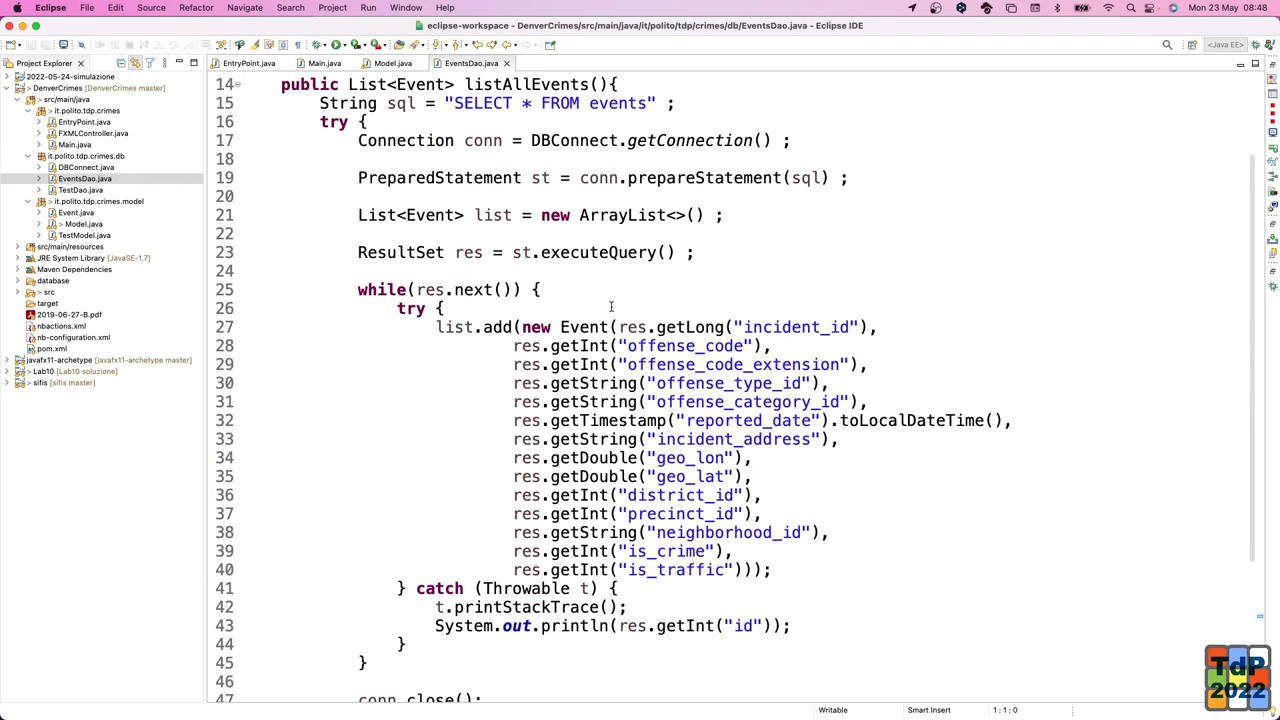 Eclipse File Edit Source Refactor Navigate Search Project Run Window Help Mon 23 May 08:48
eclipse-workspace - DenverCrimes/src/main/java/it/polito/tdp/crimes/db/EventsDao.java - Eclipse IDE
<Java EE>
Project Explorer
EntryPoint.java Main.java Model.java EventsDao.java
2022-05-24-simulazione
DenverCrimes [DenverCrimes master]
src/main/java
it.polito.tdp.crimes
EntryPoint.java
FXMLController.java
Main.java
it.polito.tdp.crimes.db
DBConnect.java
EventsDao.java
TestDao.java
it.polito.tdp.crimes.model
Event.java
> Model.java
TestModel.java
src/main/resources
JRE System Library [JavaSE-1.7]
Maven Dependencies
database
> src
target
2019-06-27-B.pdf
nbactions.xml
nb-configuration.xml
pom.xml
javafx11-archetype [javafx11-archetype master]
> Lab10 [Lab10 soluzione]
> sifis [sifis master]
14 public List<Event> listAllEvents(){
15 String sql = "SELECT * FROM events" ;
16 try {
17 Connection conn = DBConnect.getConnection() ;
18
19 PreparedStatement st = conn.prepareStatement(sql) ;
20
21 List<Event> list = new ArrayList<>() ;
22
23 ResultSet res = st.executeQuery() ;
24
25 while(res.next()) {
26 try {
27 list.add(new Event(res.getLong("incident_id"),
28 res.getInt("offense_code"),
29 res.getInt("offense_code_extension"),
30 res.getString("offense_type_id"),
31 res.getString("offense_category_id"),
32 res.getTimestamp("reported_date").toLocalDateTime(),
33 res.getString("incident_address"),
34 res.getDouble("geo_lon"),
35 res.getDouble("geo_lat"),
36 res.getInt("district_id"),
37 res.getInt("precinct_id"),
38 res.getString("neighborhood_id"),
39 res.getInt("is_crime"),
40 res.getInt("is_traffic")));
41 } catch (Throwable t) {
42 t.printStackTrace();
43 System.out.println(res.getInt("id"));
44 }
45 }
46
47 conn.close();
Writable Smart Insert 1 : 1 : 0
TdP
2022